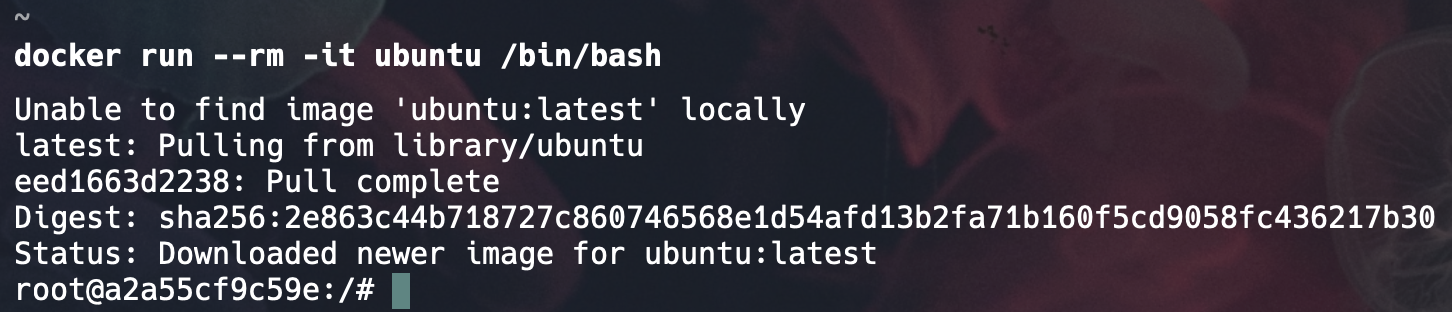 ~
docker run --rm -it ubuntu /bin/bash
Unable to find image 'ubuntu:latest' locally
latest: Pulling from library/ubuntu
eed1663d2238: Pull complete
Digest: sha256:2e863c44b718727c860746568e1d54afd13b2fa71b160f5cd9058fc436217b30
Status: Downloaded newer image for ubuntu:latest
root@a2a55cf9c59e:/#